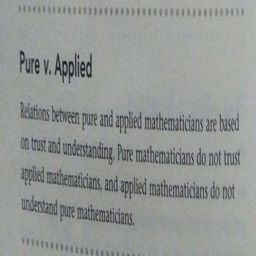 Pure v. Applied
Relations between pure and applied mathematicians are based
on trust and understanding. Pure mathematicians do not trust
applied mathematicians, and applied mathematicians do not
understand pure mathematicians.